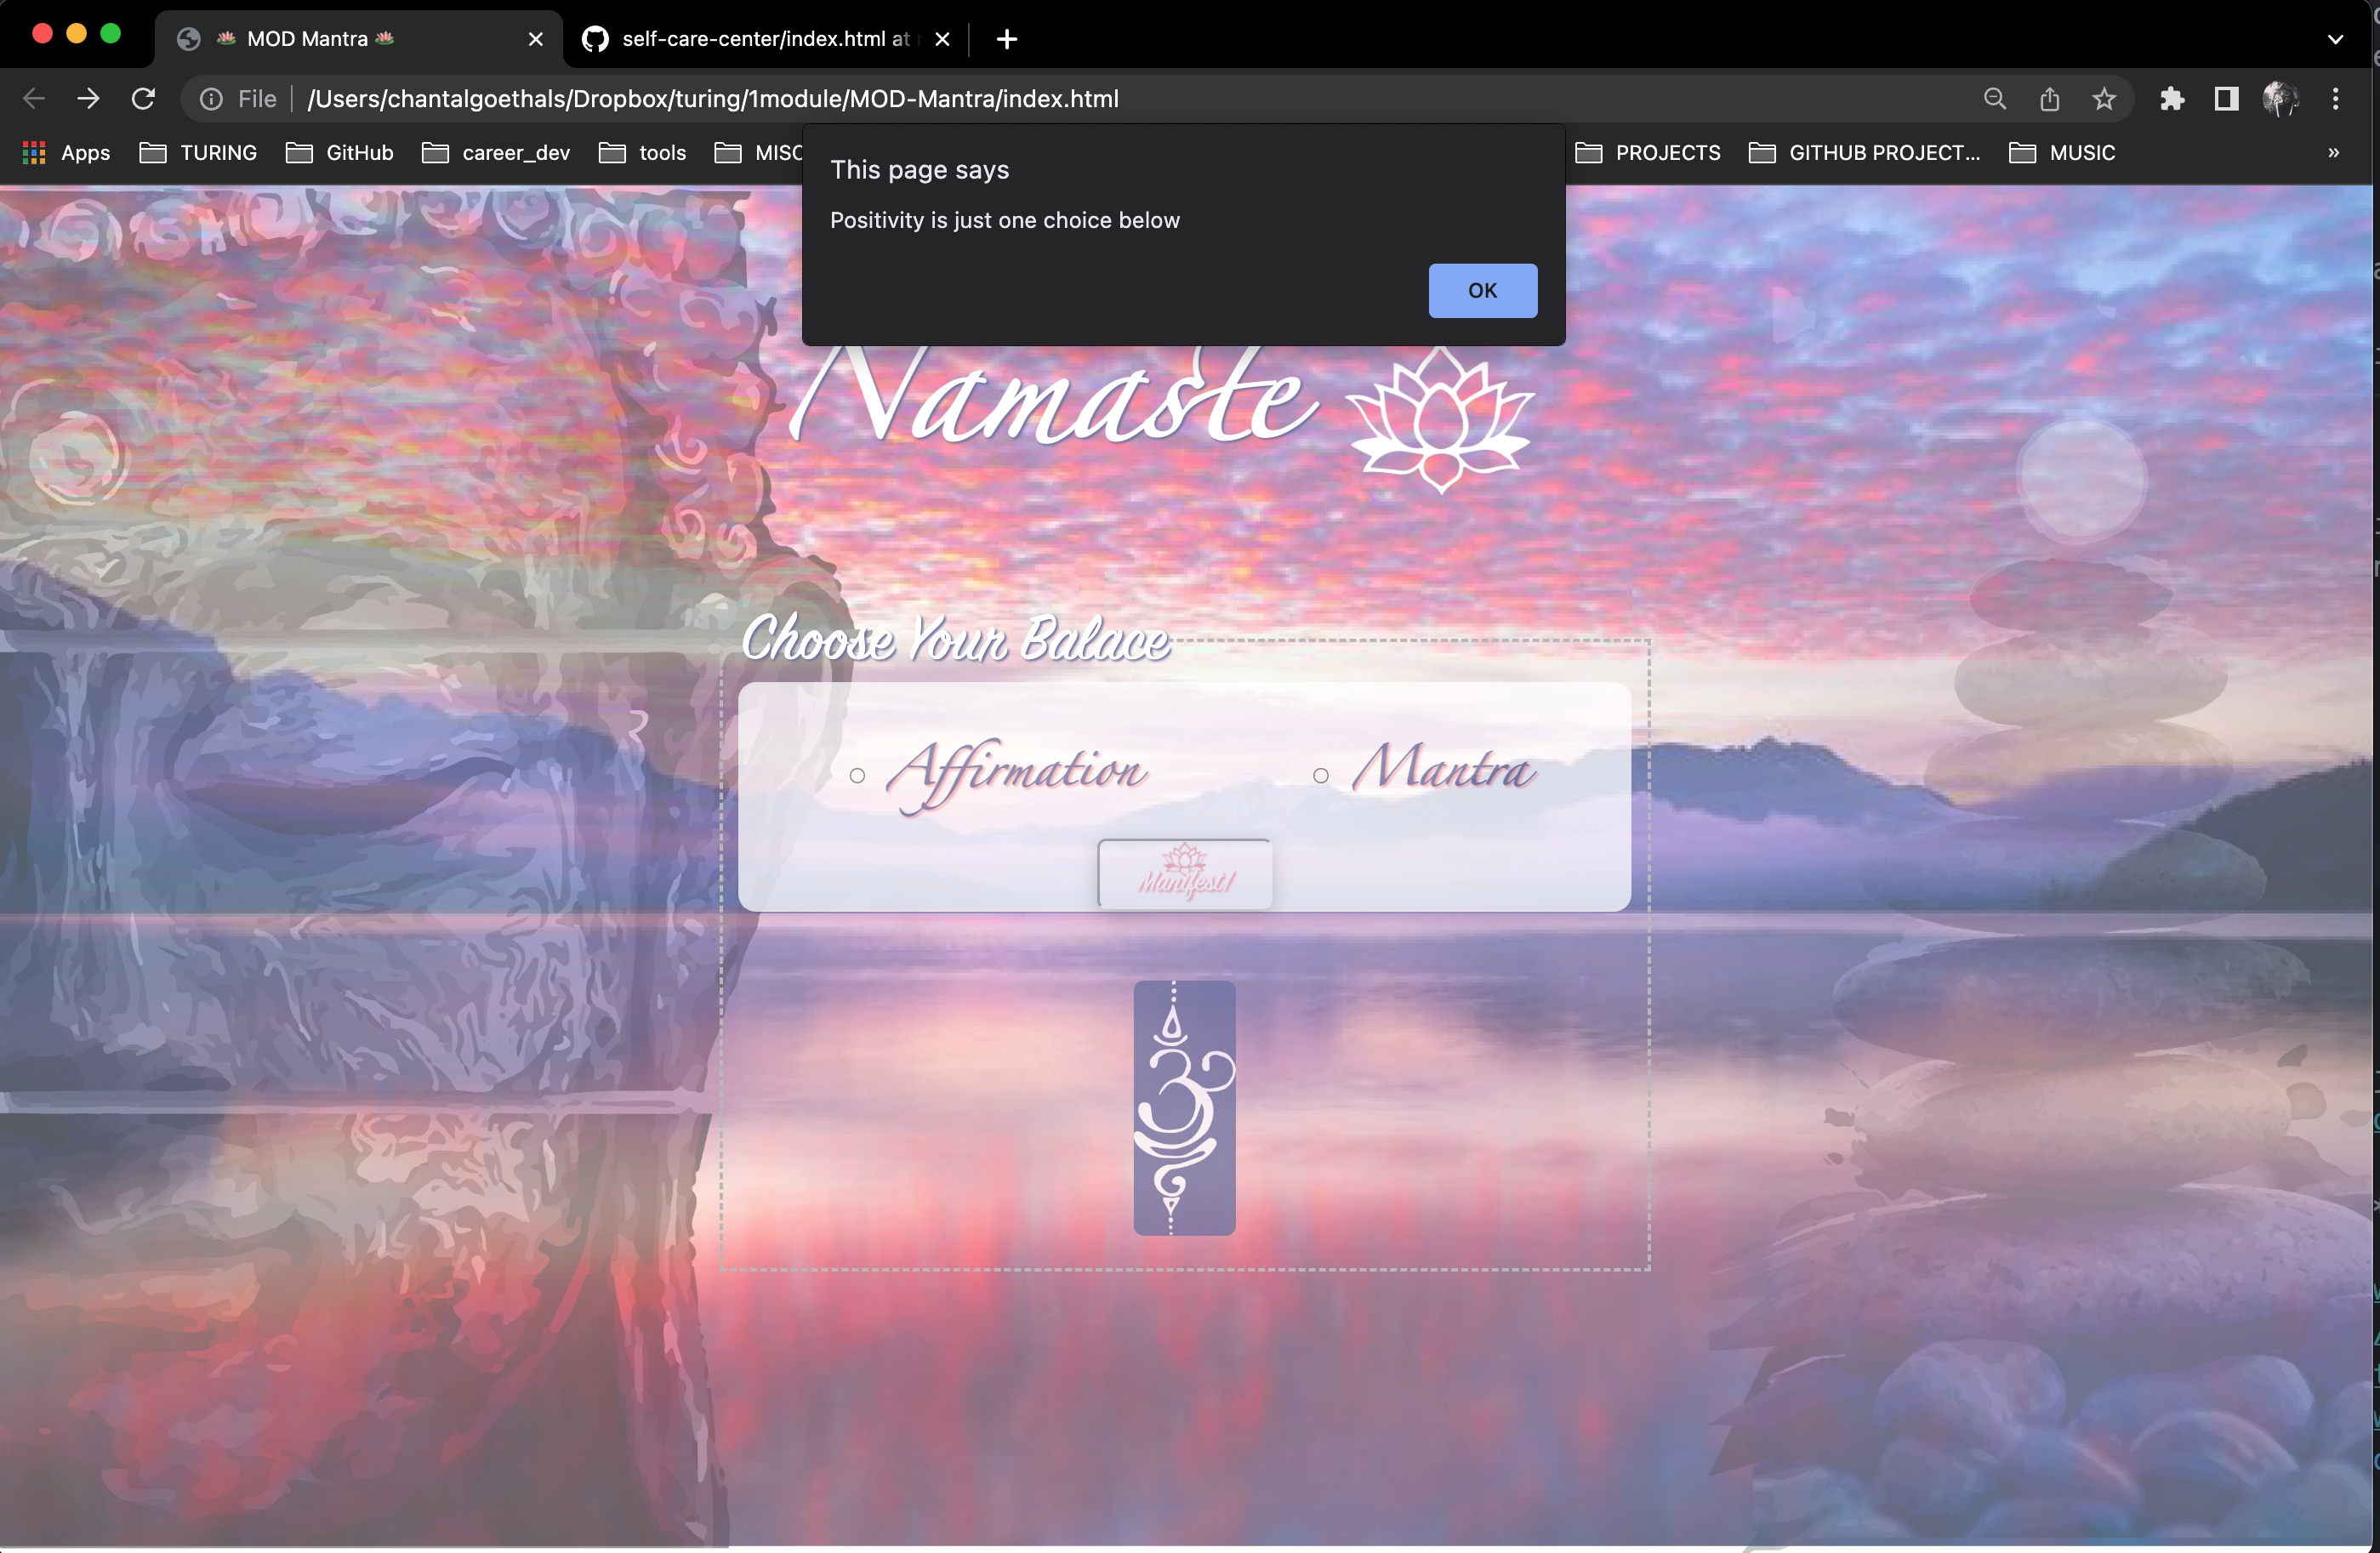 🪷 MOD Mantra 🪷
self-care-center/index.html at
File
/Users/chantalgoethals/Dropbox/turing/1module/MOD-Mantra/index.html
Apps TURING GitHub career_dev tools MISC PROJECTS GITHUB PROJECT... MUSIC »
This page says
Positivity is just one choice below
OK
Namaste
Choose Your Balace
Affirmation Mantra
Manifest!
ॐ